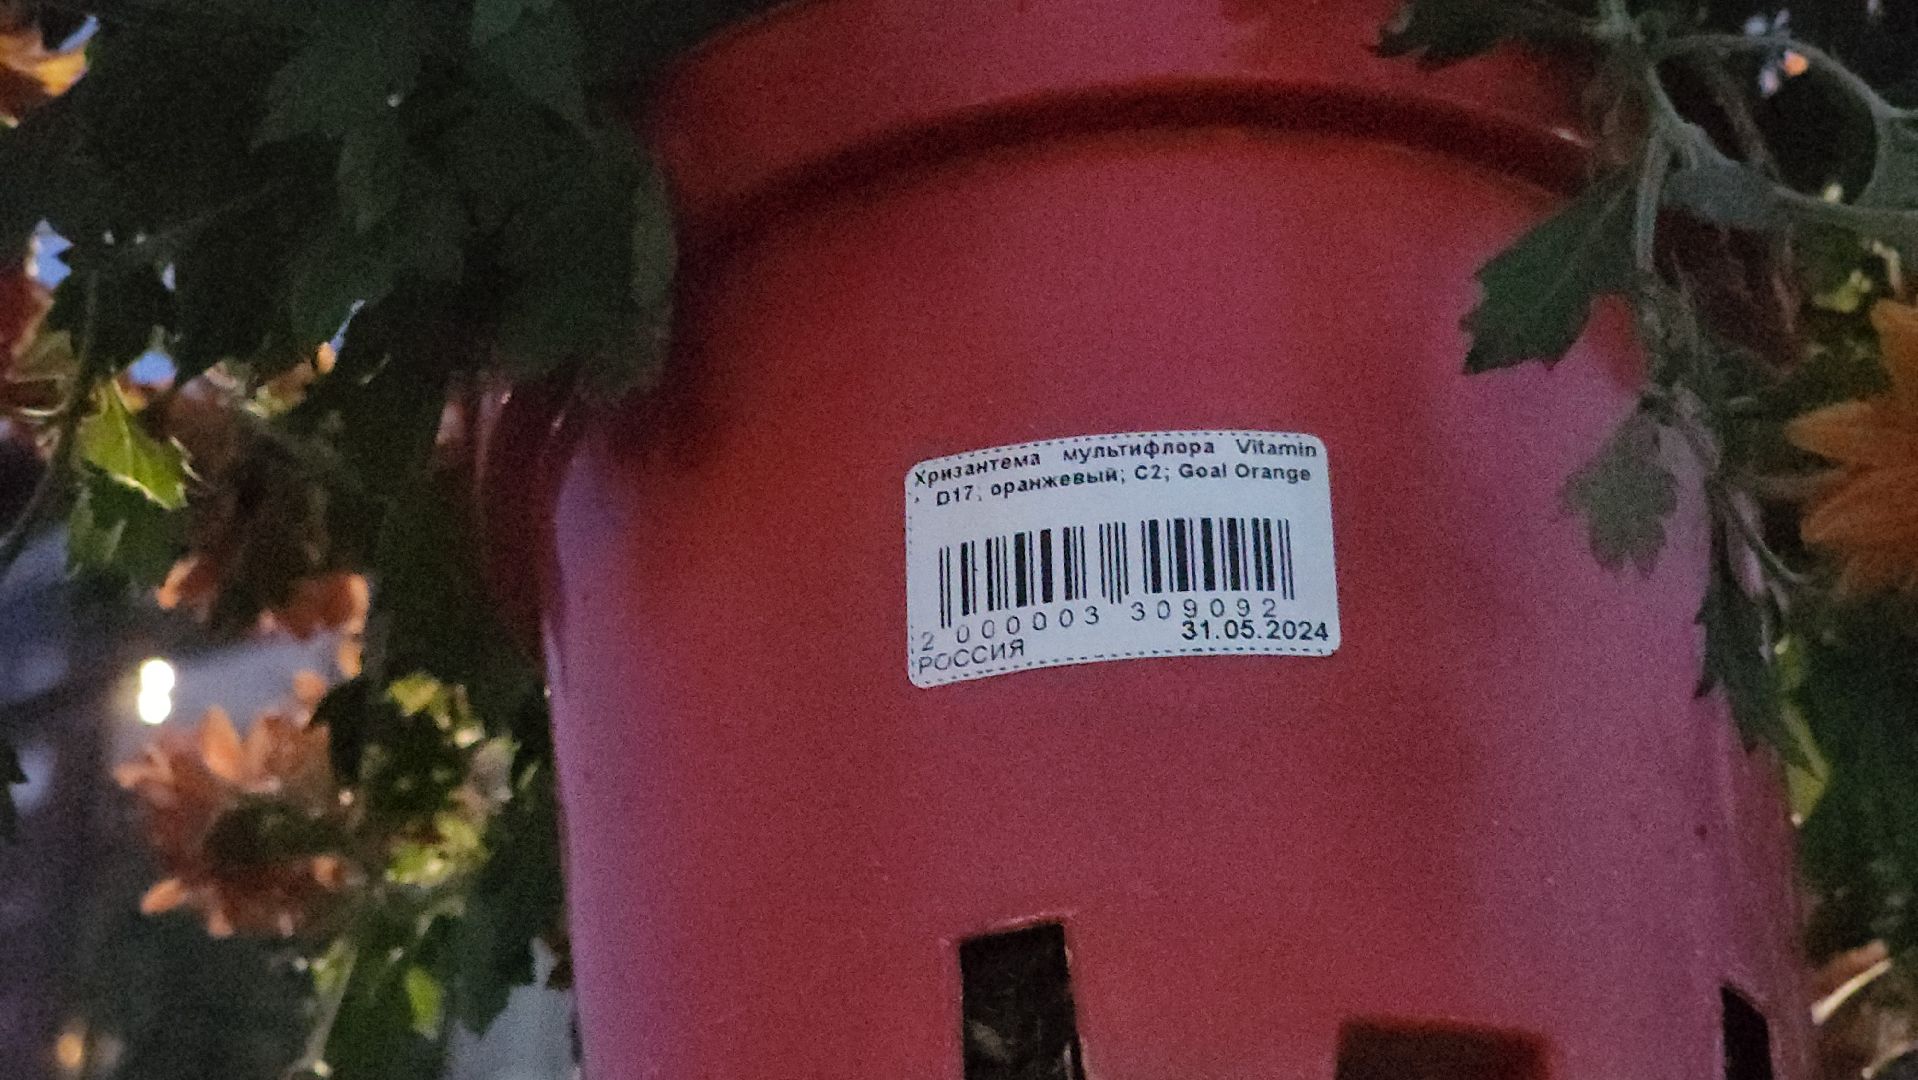 Хризантема мультифлора Vitamin
, D17; оранжевый; C2; Goal Orange
2 000003 309092
31.05.2024
РОССИЯ